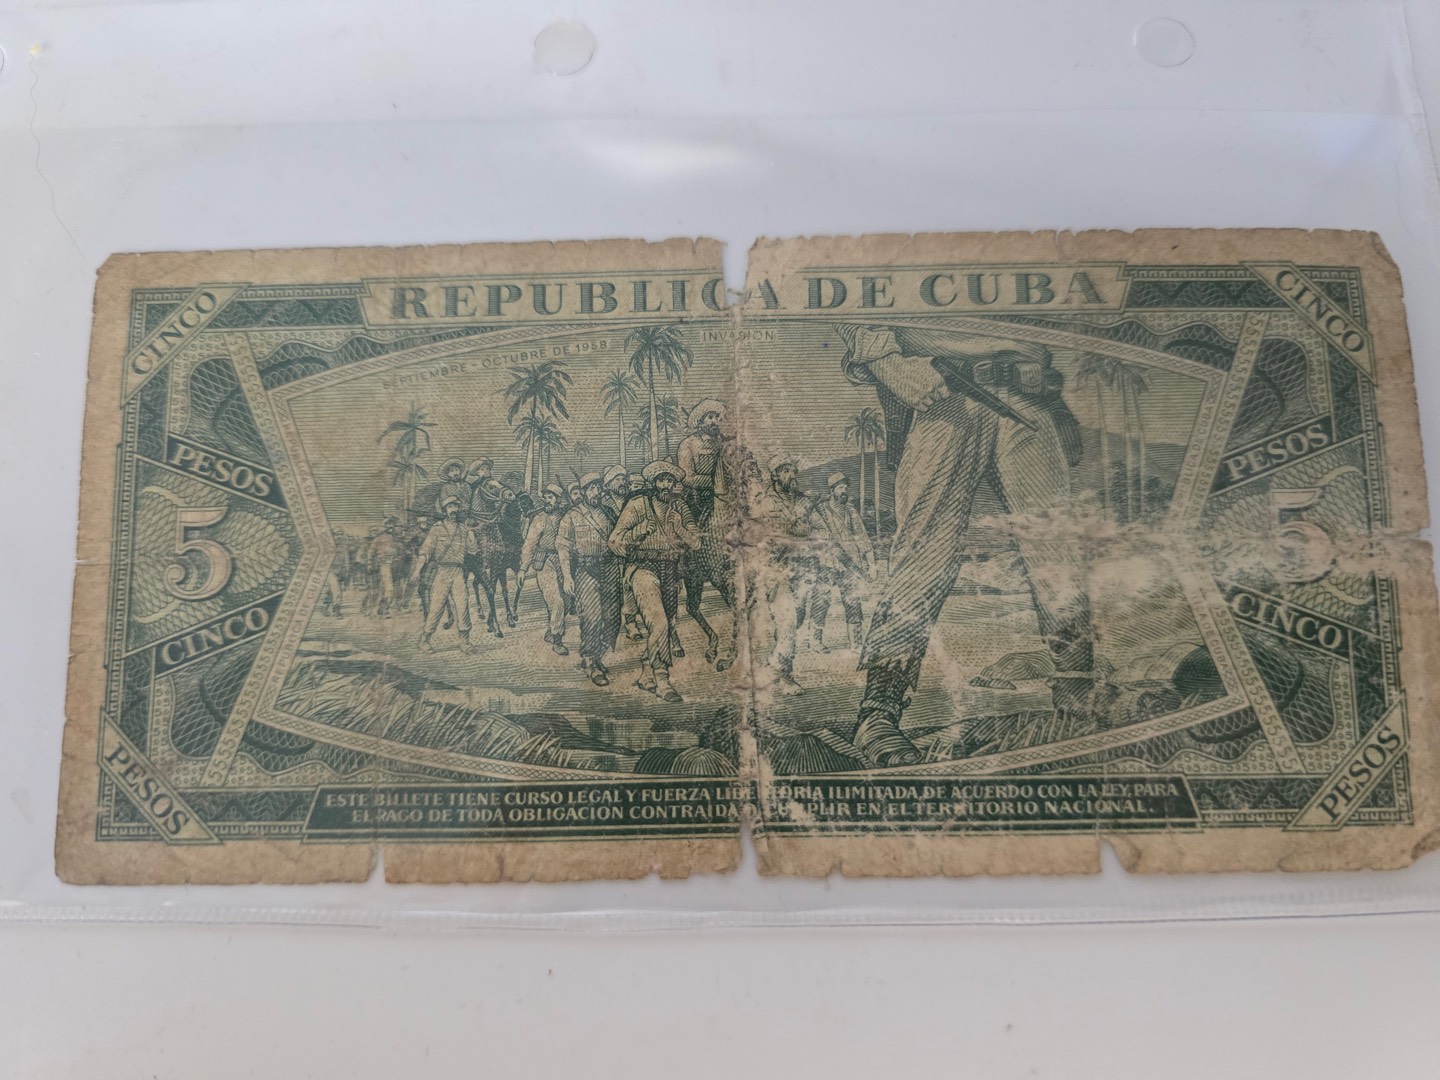 REPUBLICA DE CUBA
CINCO
CINCO
SEPTIEMBRE - OCTUBRE DE 1958
INVASION
PESOS
PESOS
5
5
CINCO
CINCO
PESOS
PESOS
ESTE BILLETE TIENE CURSO LEGAL Y FUERZA LIBE TORIA ILIMITADA, DE ACUERDO CON LA LEY, PARA
EL PAGO DE TODA OBLIGACION CONTRAIDA O CUMPLIR EN EL TERRITORIO NACIONAL.